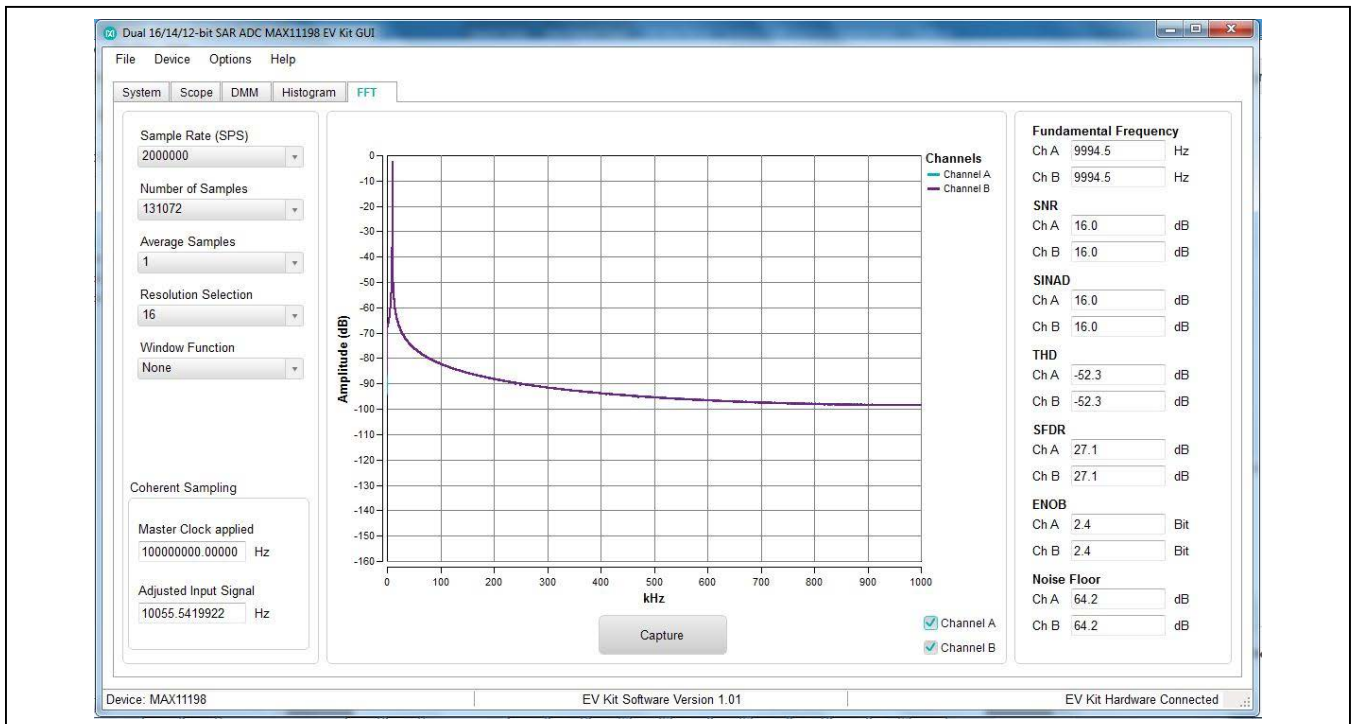 Dual 16/14/12-bit SAR ADC MAX11198 EV Kit GUI
File Device Options Help
System Scope DMM Histogram FFT
Sample Rate (SPS)
2000000
Number of Samples
131072
Average Samples
1
Resolution Selection
16
Window Function
None
Coherent Sampling
Master Clock applied
100000000.00000 Hz
Adjusted Input Signal
10055.5419922 Hz
Amplitude (dB)
0
-10
-20
-30
-40
-50
-60
-70
-80
-90
-100
-110
-120
-130
-140
-150
-160
0 100 200 300 400 500 600 700 800 900 1000
kHz
Channels
Channel A
Channel B
Capture
Channel A
Channel B
Fundamental Frequency
Ch A 9994.5 Hz
Ch B 9994.5 Hz
SNR
Ch A 16.0 dB
Ch B 16.0 dB
SINAD
Ch A 16.0 dB
Ch B 16.0 dB
THD
Ch A -52.3 dB
Ch B -52.3 dB
SFDR
Ch A 27.1 dB
Ch B 27.1 dB
ENOB
Ch A 2.4 Bit
Ch B 2.4 Bit
Noise Floor
Ch A 64.2 dB
Ch B 64.2 dB
Device: MAX11198 EV Kit Software Version 1.01 EV Kit Hardware Connected